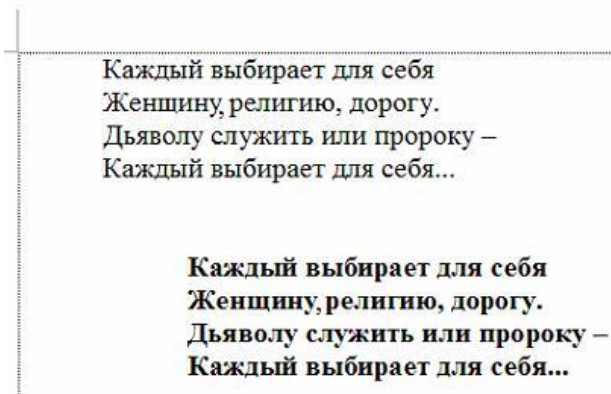 Каждый выбирает для себя
Женщину, религию, дорогу.
Дьяволу служить или пророку –
Каждый выбирает для себя...
Каждый выбирает для себя
Женщину, религию, дорогу.
Дьяволу служить или пророку –
Каждый выбирает для себя...